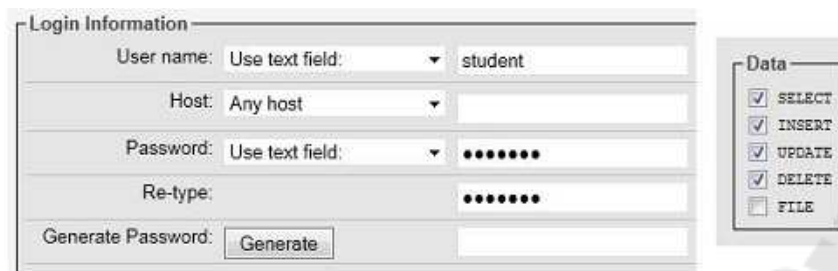 Login Information
User name: Use text field: student
Host: Any host
Password: Use text field: •••••••
Re-type: •••••••
Generate Password: Generate
Data
SELECT
INSERT
UPDATE
DELETE
FILE